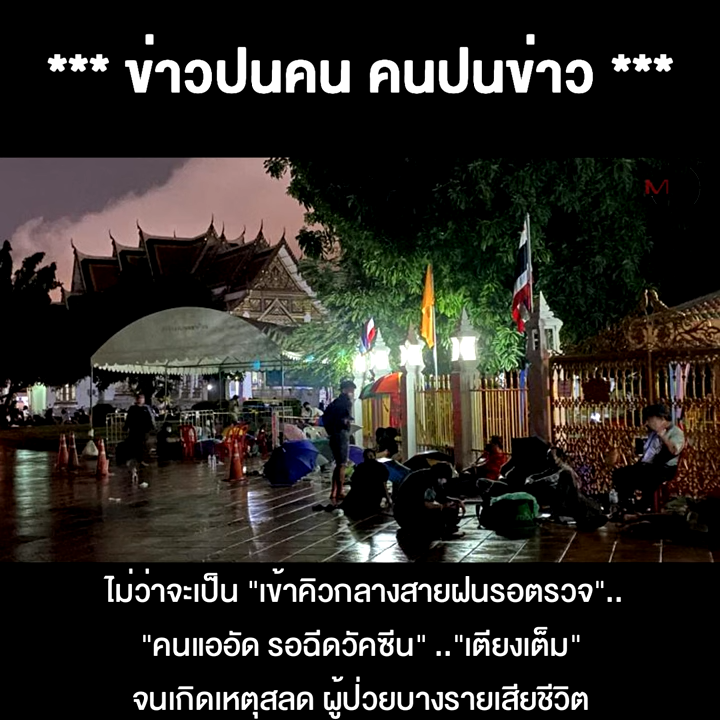 *** ข่าวปนคน คนปนข่าว ***
M
ไม่ว่าจะเป็น "เข้าคิวกลางสายฝนรอตรวจ"..
"คนแออัด รอฉีดวัคซีน" .."เตียงเต็ม"
จนเกิดเหตุสลด ผู้ป่วยบางรายเสียชีวิต